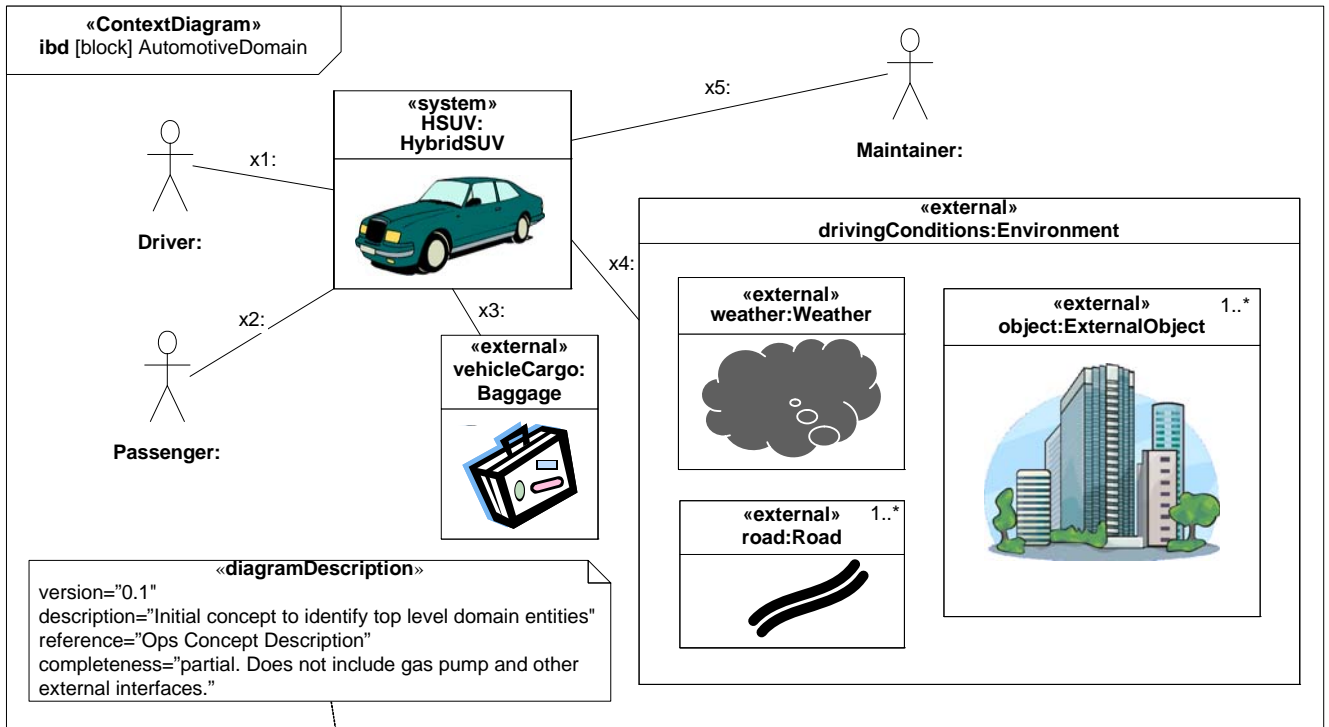 «ContextDiagram»
ibd [block] AutomotiveDomain
x5:
«system»
HSUV:
HybridSUV
x1:
Maintainer:
Driver:
«external»
drivingConditions:Environment
x4:
«external»
weather:Weather
«external»
1..*
object:ExternalObject
x2:
x3:
«external»
vehicleCargo:
Baggage
Passenger:
«external»
1..*
road:Road
«diagramDescription»
version=”0.1"
description=”Initial concept to identify top level domain entities"
reference=”Ops Concept Description”
completeness=”partial. Does not include gas pump and other
external interfaces.”